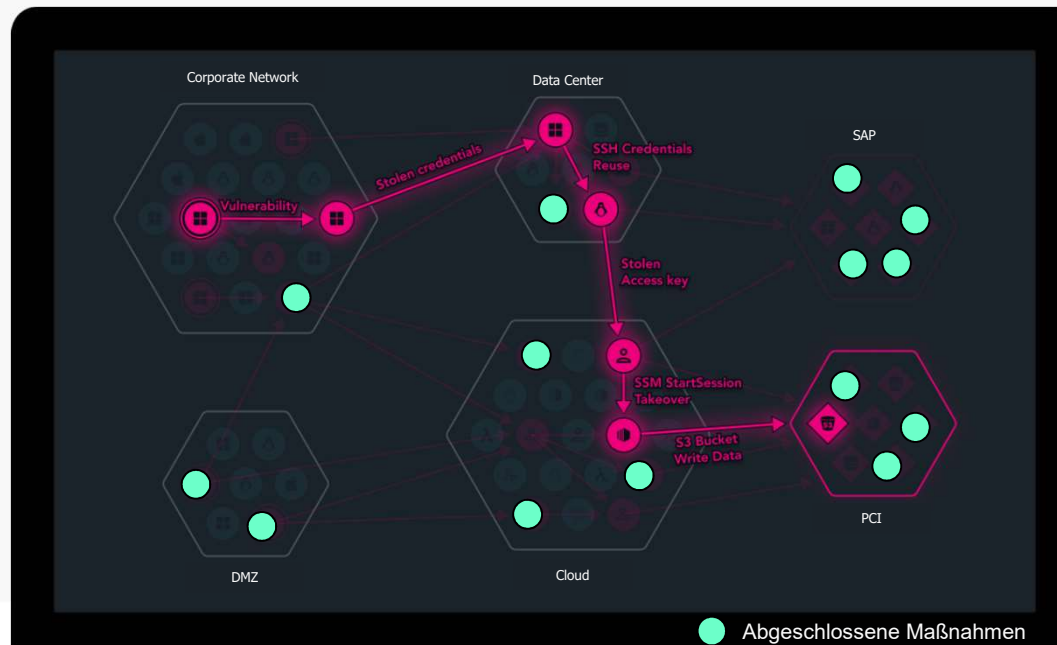 Corporate Network
Data Center
SAP
Stolen credentials
SSH Credentials
Reuse
Vulnerability
Stolen
Access key
SSM StartSession
Takeover
S3 Bucket
Write Data
PCI
DMZ
Cloud
Abgeschlossene Maßnahmen